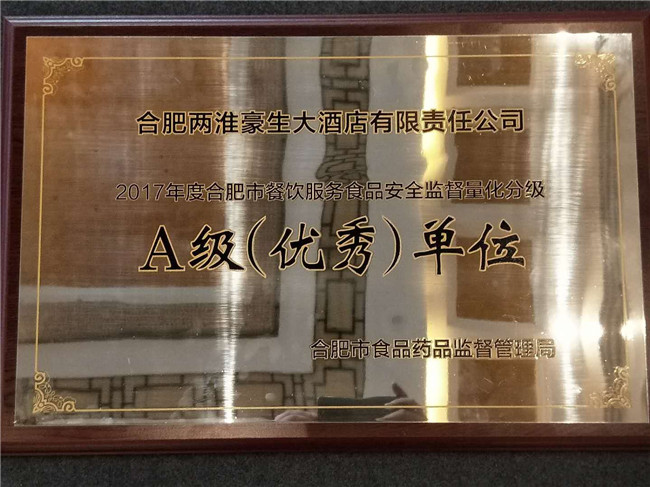 合肥两淮豪生大酒店有限责任公司
2017年度合肥市餐饮服务食品安全监督量化分级
A级(优秀)单位
合肥市食品药品监督管理局